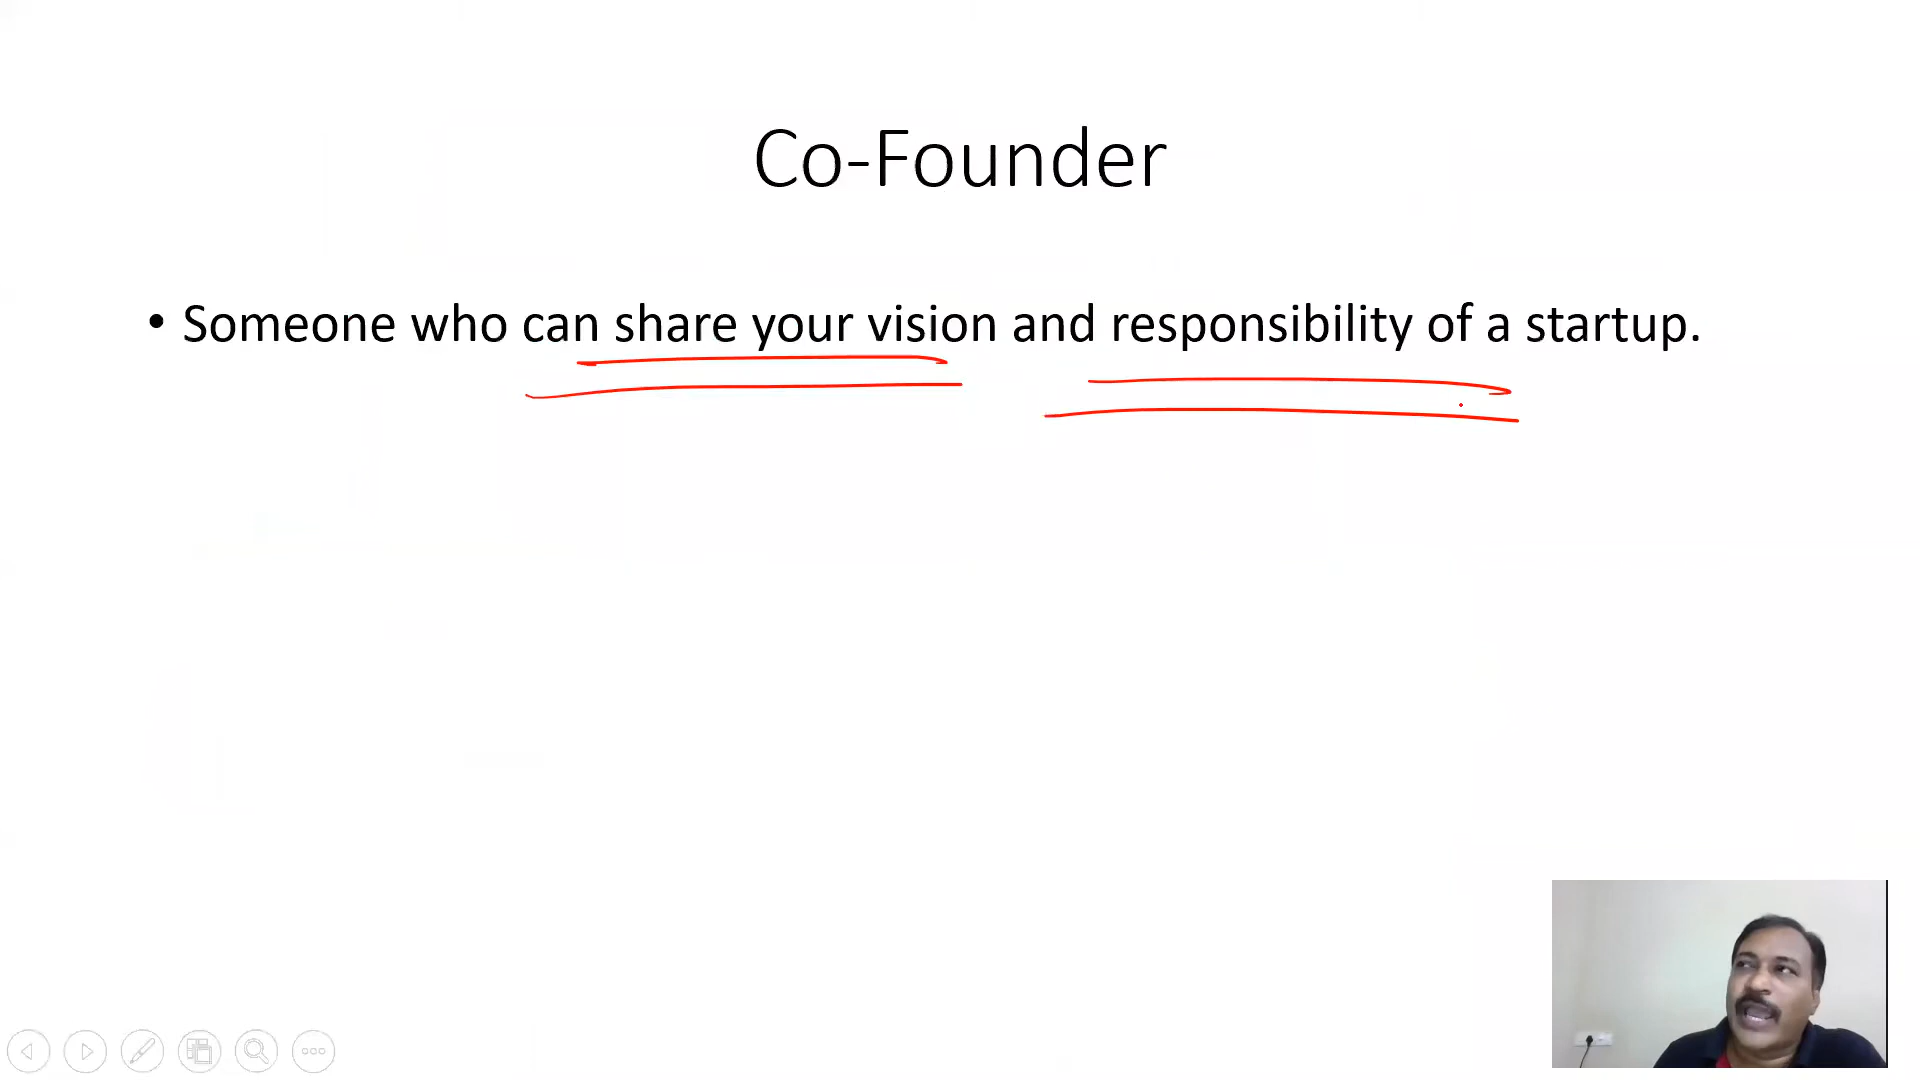 Co-Founder
• Someone who can share your vision and responsibility of a startup.